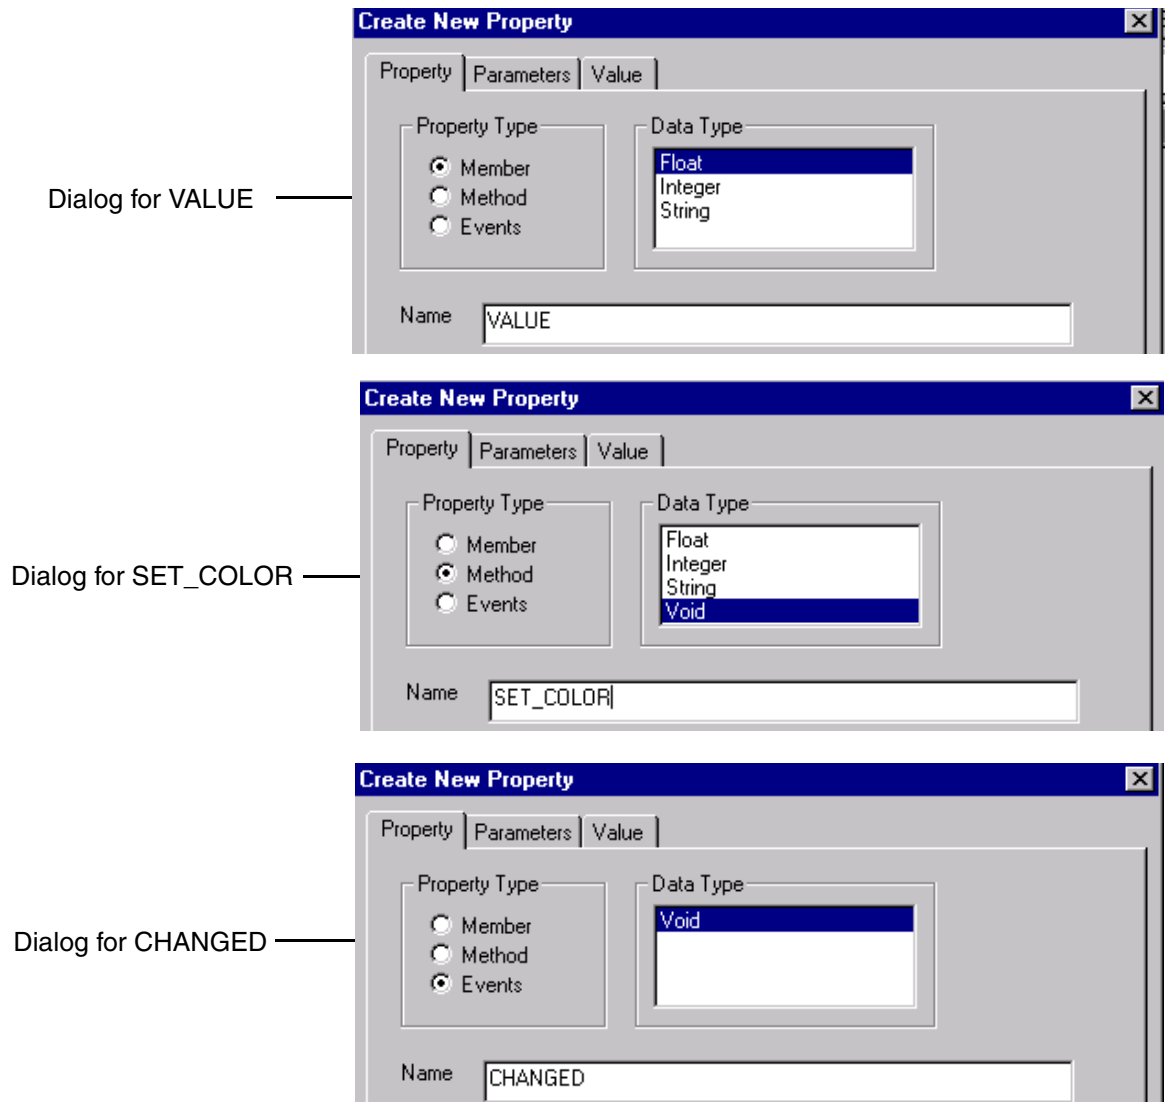 Create New Property
Property Parameters Value
Property Type Data Type
Member Float
Method Integer
Events String
Dialog for VALUE
Name VALUE
Create New Property
Property Parameters Value
Property Type Data Type
Member Float
Method Integer
Events String
Void
Dialog for SET_COLOR
Name SET_COLOR
Create New Property
Property Parameters Value
Property Type Data Type
Member Void
Method
Events
Dialog for CHANGED
Name CHANGED